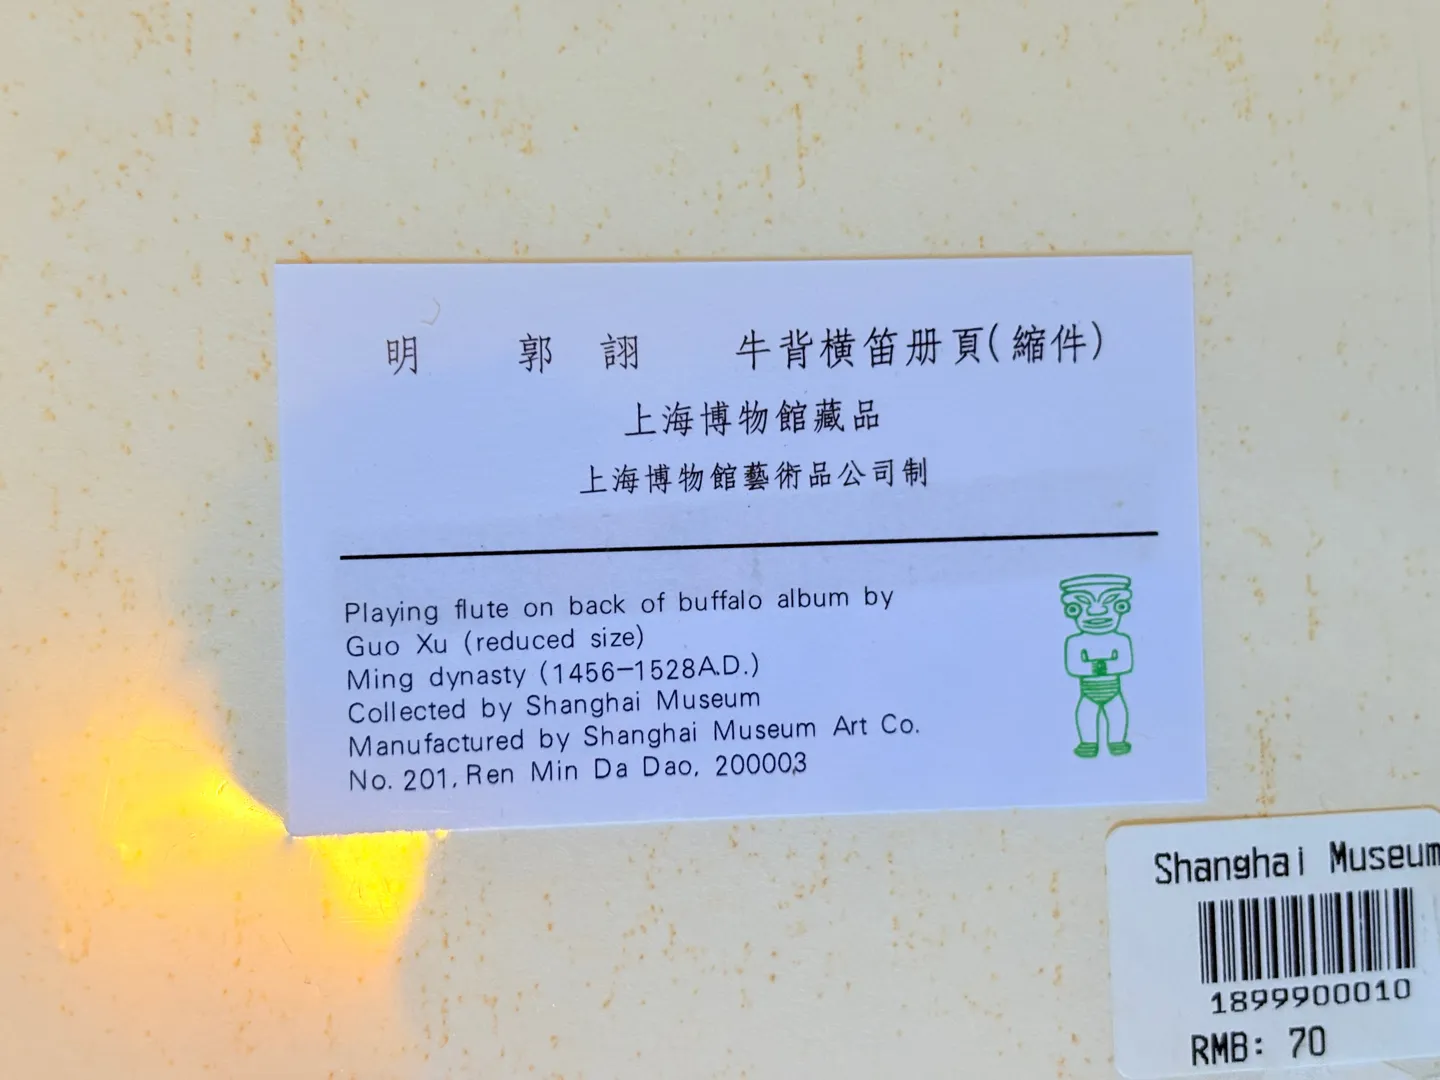 明 郭 詡 牛背橫笛册頁(縮件)
上海博物館藏品
上海博物館藝術品公司制
Playing flute on back of buffalo album by
Guo Xu (reduced size)
Ming dynasty (1456-1528A.D.)
Collected by Shanghai Museum
Manufactured by Shanghai Museum Art Co.
No. 201, Ren Min Da Dao, 200003
Shanghai Museum
1899900010
RMB: 70